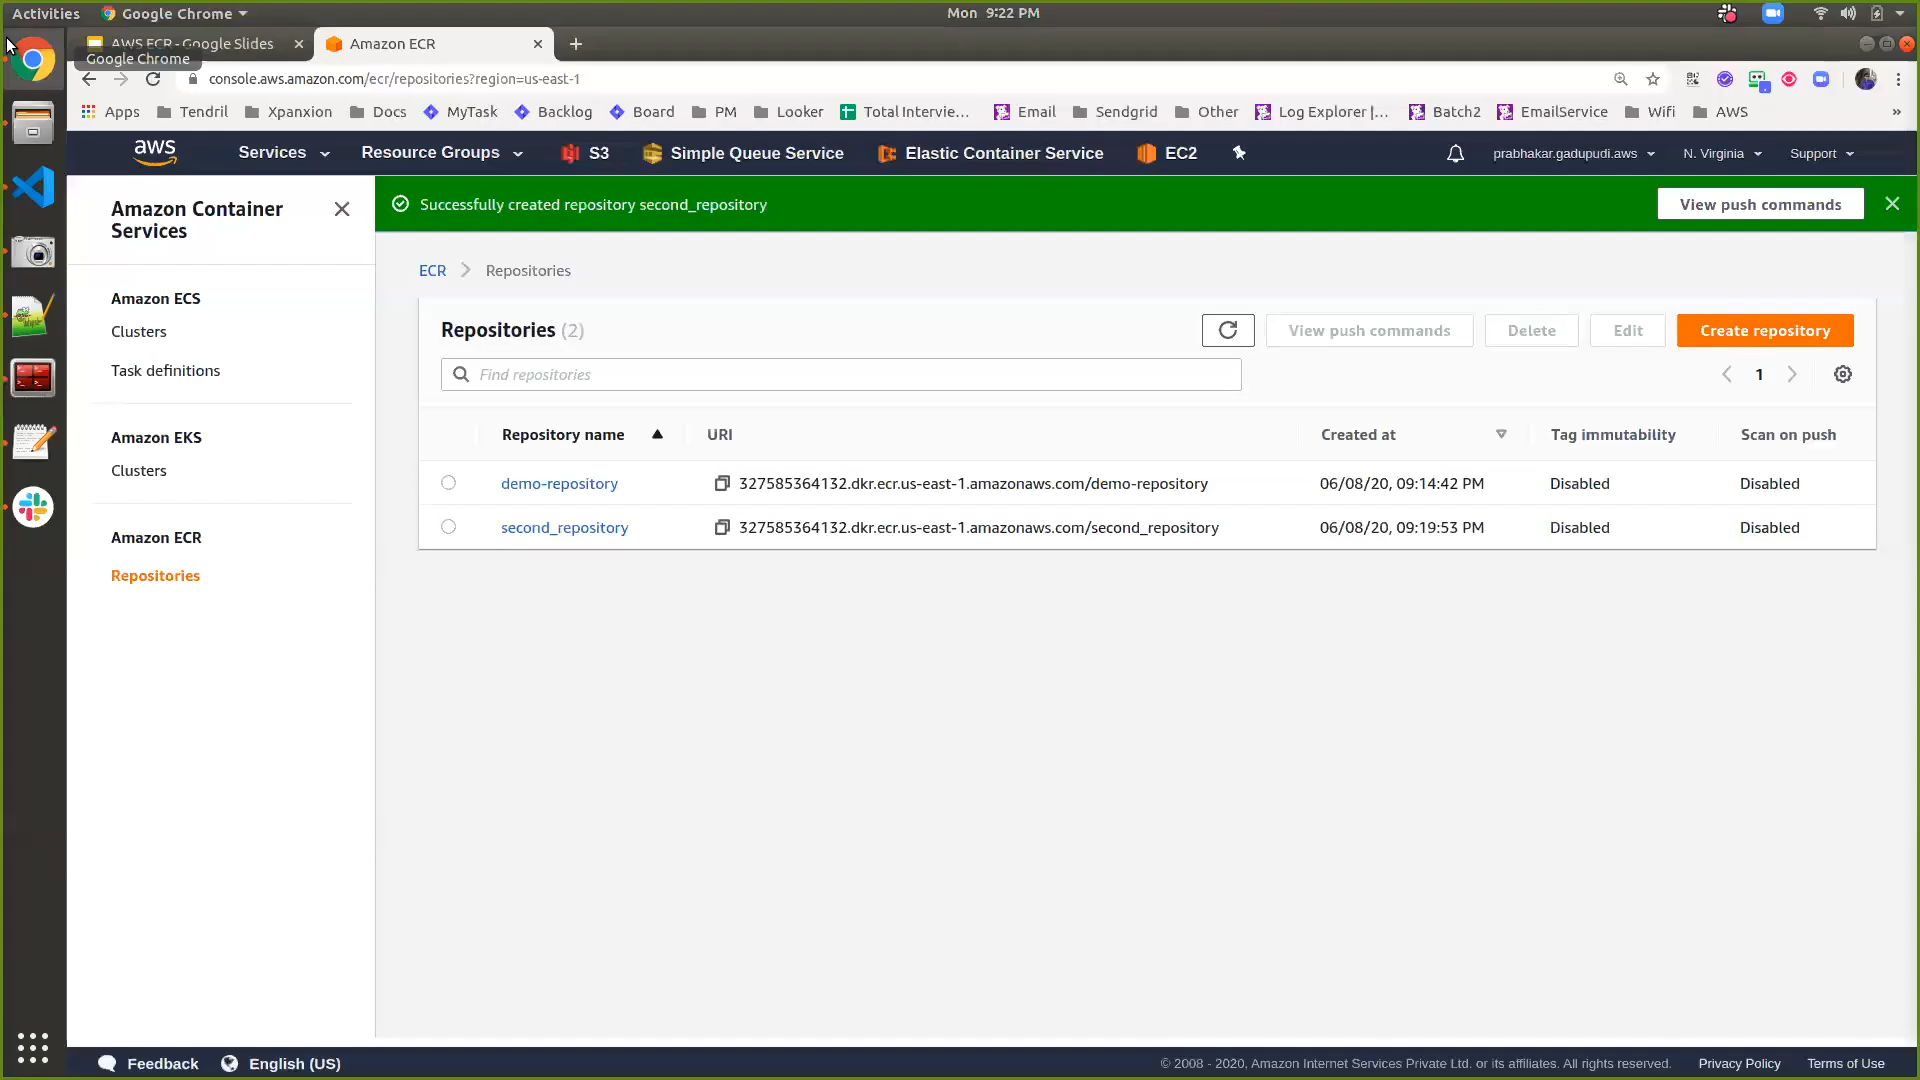 Activities
Google Chrome
Mon 9:22 PM
AWS ECR - Google Slides
Amazon ECR
Google Chrome
console.aws.amazon.com/ecr/repositories?region=us-east-1
Apps Tendril Xpanxion Docs MyTask Backlog Board PM Looker Total Intervie... Email Sendgrid Other Log Explorer |... Batch2 EmailService Wifi AWS »
aws Services Resource Groups S3 Simple Queue Service Elastic Container Service EC2 prabhakar.gadupudi.aws N. Virginia Support
Amazon Container
Services
Amazon ECS
Clusters
Task definitions
Amazon EKS
Clusters
Amazon ECR
Repositories
Successfully created repository second_repository
View push commands
ECR Repositories
Repositories (2)
View push commands Delete Edit Create repository
Find repositories
1
Repository name URI Created at Tag immutability Scan on push
demo-repository 327585364132.dkr.ecr.us-east-1.amazonaws.com/demo-repository 06/08/20, 09:14:42 PM Disabled Disabled
second_repository 327585364132.dkr.ecr.us-east-1.amazonaws.com/second_repository 06/08/20, 09:19:53 PM Disabled Disabled
Feedback English (US)
© 2008 - 2020, Amazon Internet Services Private Ltd. or its affiliates. All rights reserved. Privacy Policy Terms of Use